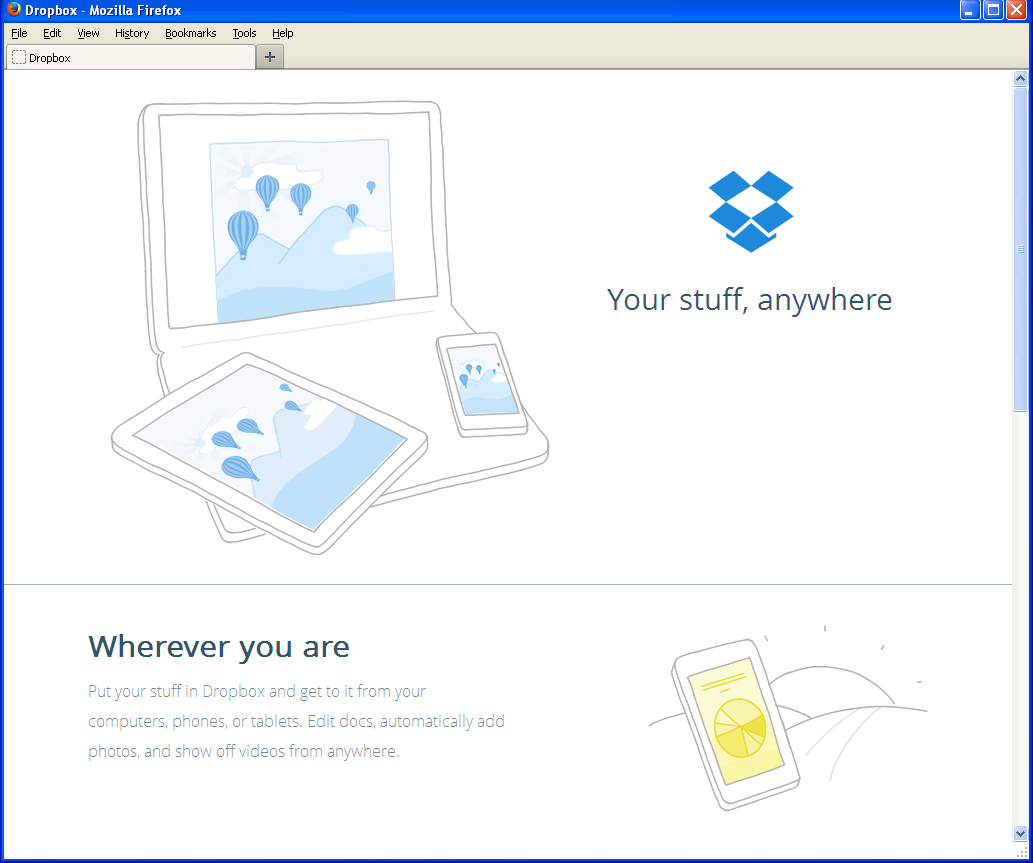 Dropbox - Mozilla Firefox
File Edit View History Bookmarks Tools Help
Dropbox
Your stuff, anywhere
Wherever you are
Put your stuff in Dropbox and get to it from your
computers, phones, or tablets. Edit docs, automatically add
photos, and show off videos from anywhere.